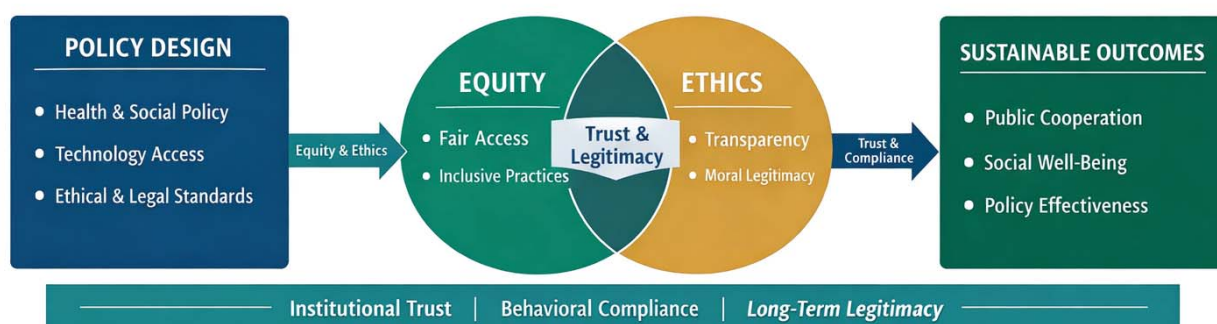 POLICY DESIGN
• Health & Social Policy
• Technology Access
• Ethical & Legal Standards
Equity & Ethics
EQUITY
• Fair Access
• Inclusive Practices
Trust &
Legitimacy
ETHICS
• Transparency
• Moral Legitimacy
Trust &
Compliance
SUSTAINABLE OUTCOMES
• Public Cooperation
• Social Well-Being
• Policy Effectiveness
Institutional Trust | Behavioral Compliance | Long-Term Legitimacy